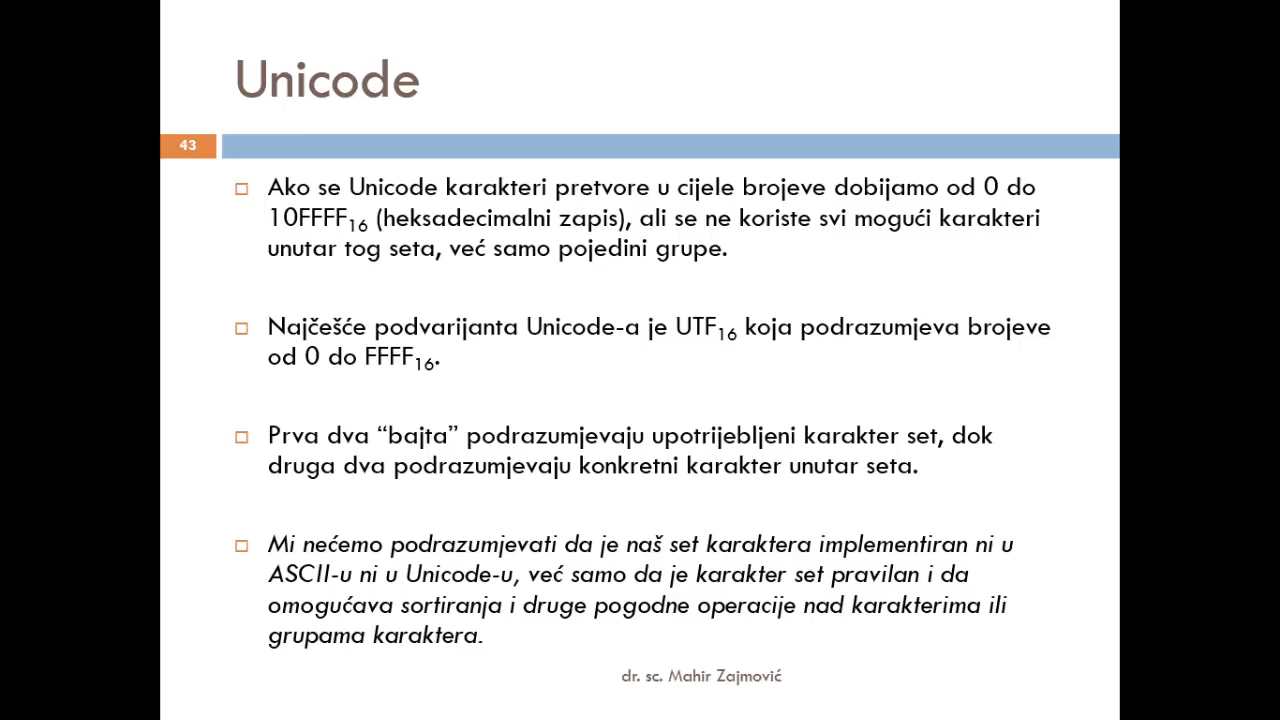 Unicode
43
Ako se Unicode karakteri pretvore u cijele brojeve dobijamo od 0 do
10FFFF₁₆ (heksadecimalni zapis), ali se ne koriste svi mogući karakteri
unutar tog seta, već samo pojedini grupe.
Najčešće podvarijanta Unicode-a je UTF₁₆ koja podrazumjeva brojeve
od 0 do FFFF₁₆.
Prva dva “bajta” podrazumjevaju upotrijebljeni karakter set, dok
druga dva podrazumjevaju konkretni karakter unutar seta.
Mi nećemo podrazumjevati da je naš set karaktera implementiran ni u
ASCII-u ni u Unicode-u, već samo da je karakter set pravilan i da
omogućava sortiranja i druge pogodne operacije nad karakterima ili
grupama karaktera.
dr. sc. Mahir Zajmović